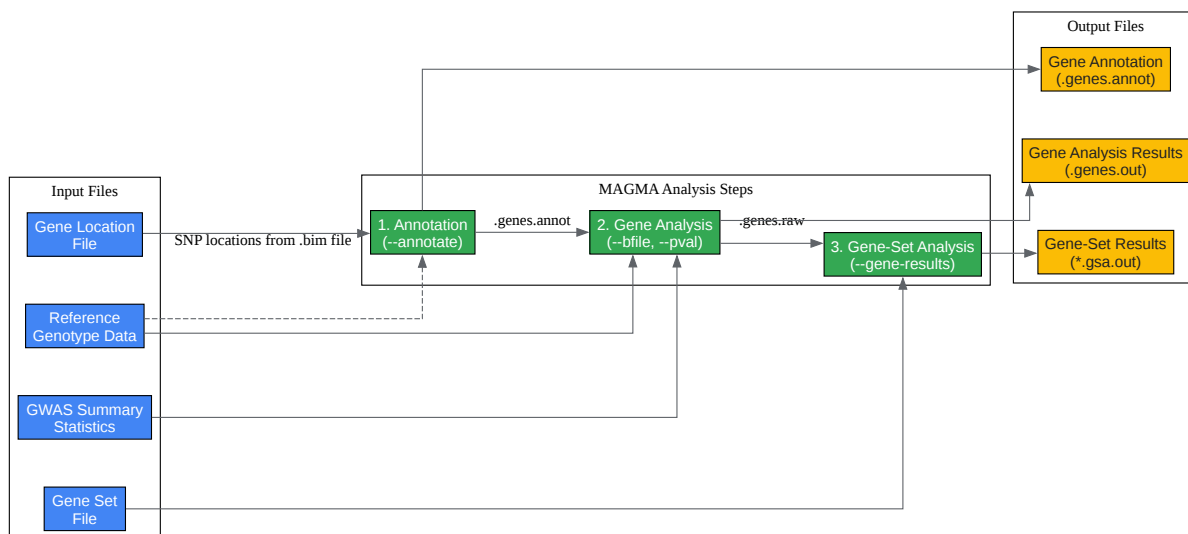 Output Files
Gene Annotation
(.genes.annot)
Gene Analysis Results
(.genes.out)
Gene-Set Results
(*.gsa.out)
Input Files
Gene Location
File
Reference
Genotype Data
GWAS Summary
Statistics
Gene Set
File
SNP locations from .bim file
MAGMA Analysis Steps
1. Annotation
(--annotate)
.genes.annot
2. Gene Analysis
(--bfile, --pval)
.genes.raw
3. Gene-Set Analysis
(--gene-results)